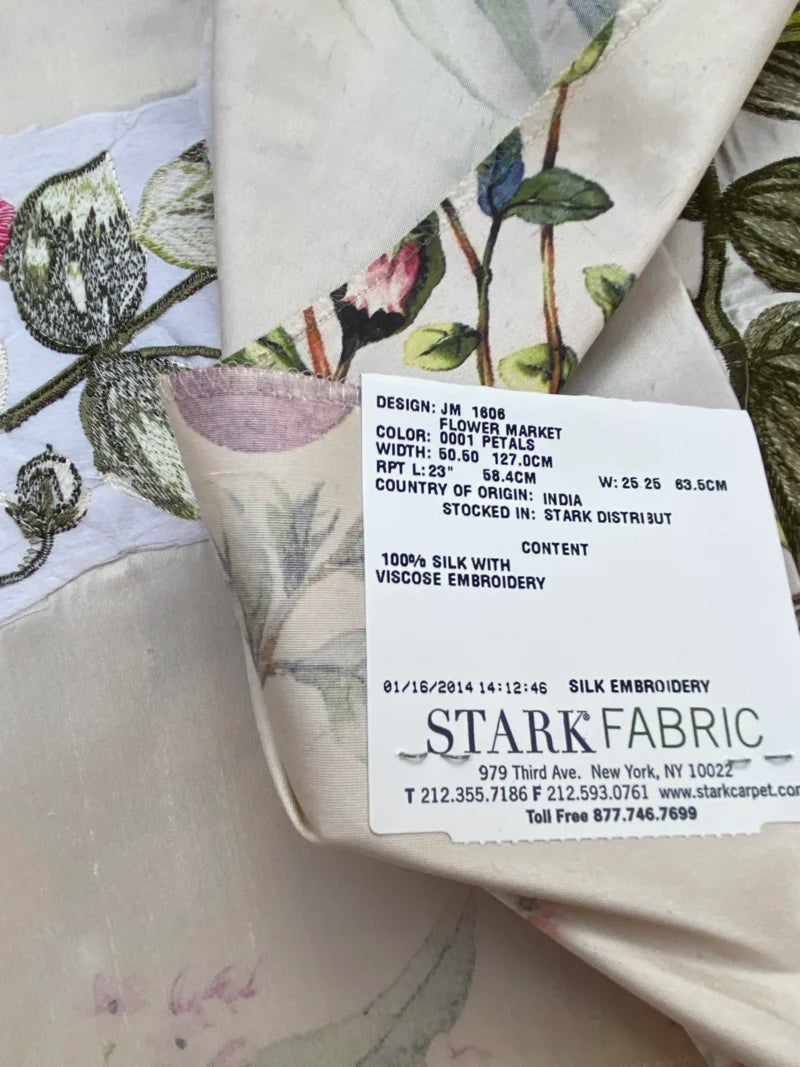 DESIGN: JM 1606
FLOWER MARKET
COLOR: 0001 PETALS
WIDTH: 50.50 127.0CM
RPT L: 23" 58.4CM W: 25 25 63.5CM
COUNTRY OF ORIGIN: INDIA
STOCKED IN: STARK DISTRIBUT
CONTENT
100% SILK WITH
VISCOSE EMBROIDERY
01/16/2014 14:12:46 SILK EMBROIDERY
STARK® FABRIC
979 Third Ave. New York, NY 10022
T 212.355.7186 F 212.593.0761 www.starkcarpet.com
Toll Free 877.746.7699